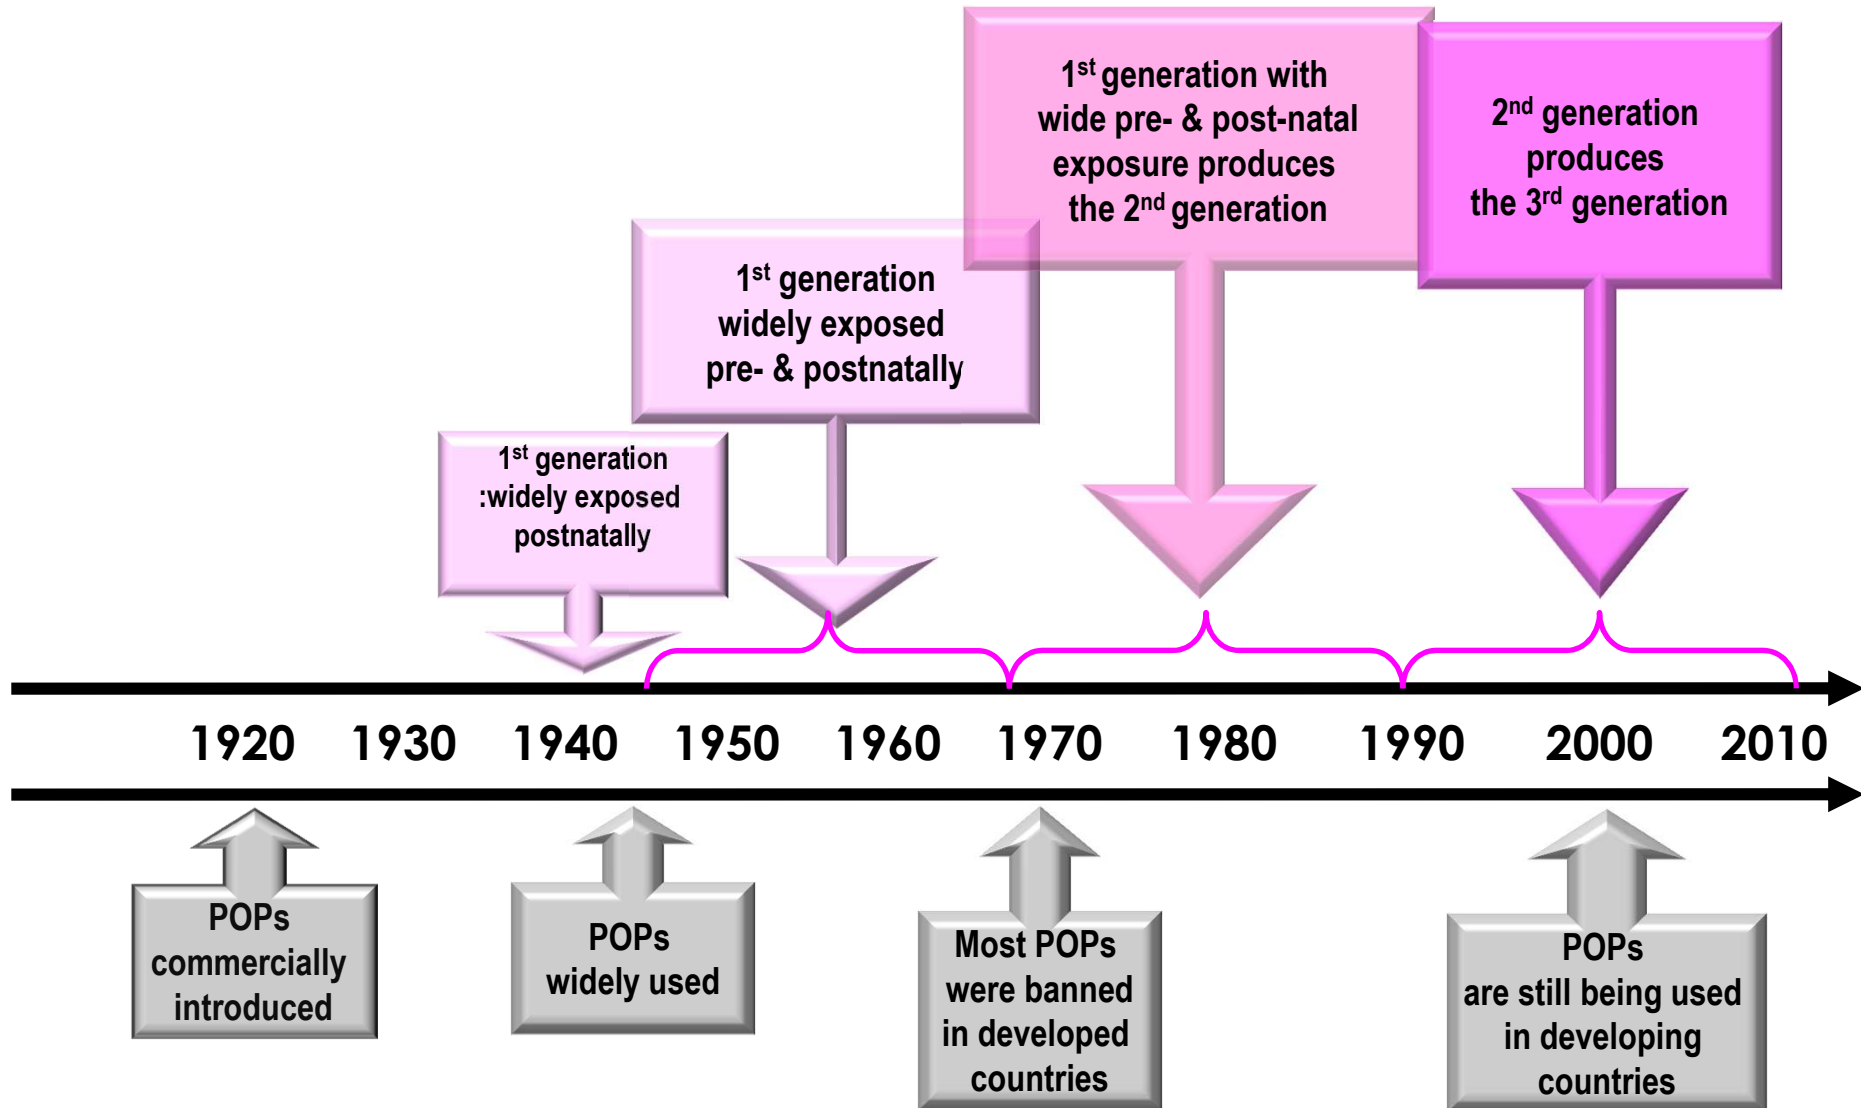 1st generation with
wide pre- & post-natal
exposure produces
the 2nd generation
2nd generation
produces
the 3rd generation
1st generation
widely exposed
pre- & postnatally
1st generation
:widely exposed
postnatally
1920 1930 1940 1950 1960 1970 1980 1990 2000 2010
POPs
commercially
introduced
POPs
widely used
Most POPs
were banned
in developed
countries
POPs
are still being used
in developing
countries